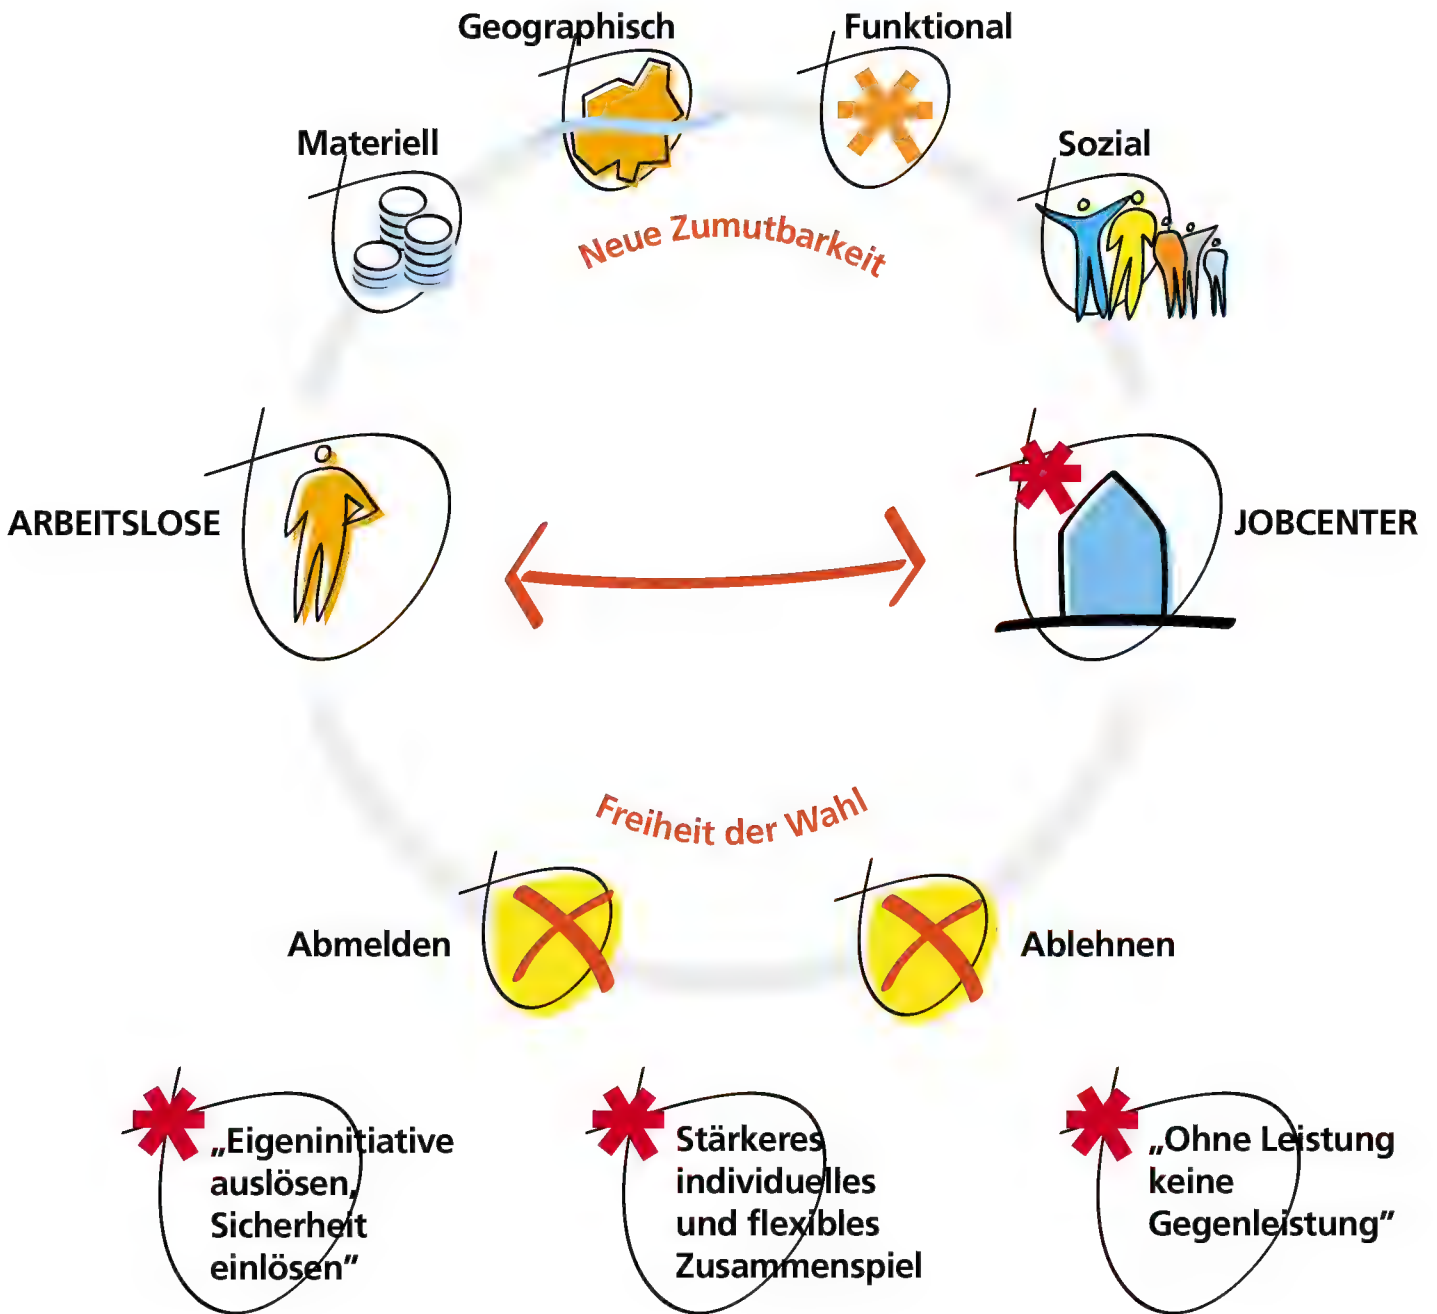 Geographisch
Funktional
Materiell
Sozial
Neue Zumutbarkeit
ARBEITSLOSE
JOBCENTER
Freiheit der Wahl
Abmelden
Ablehnen
„Eigeninitiative
auslösen,
Sicherheit
einlösen”
Stärkeres
individuelles
und flexibles
Zusammenspiel
„Ohne Leistung
keine
Gegenleistung”